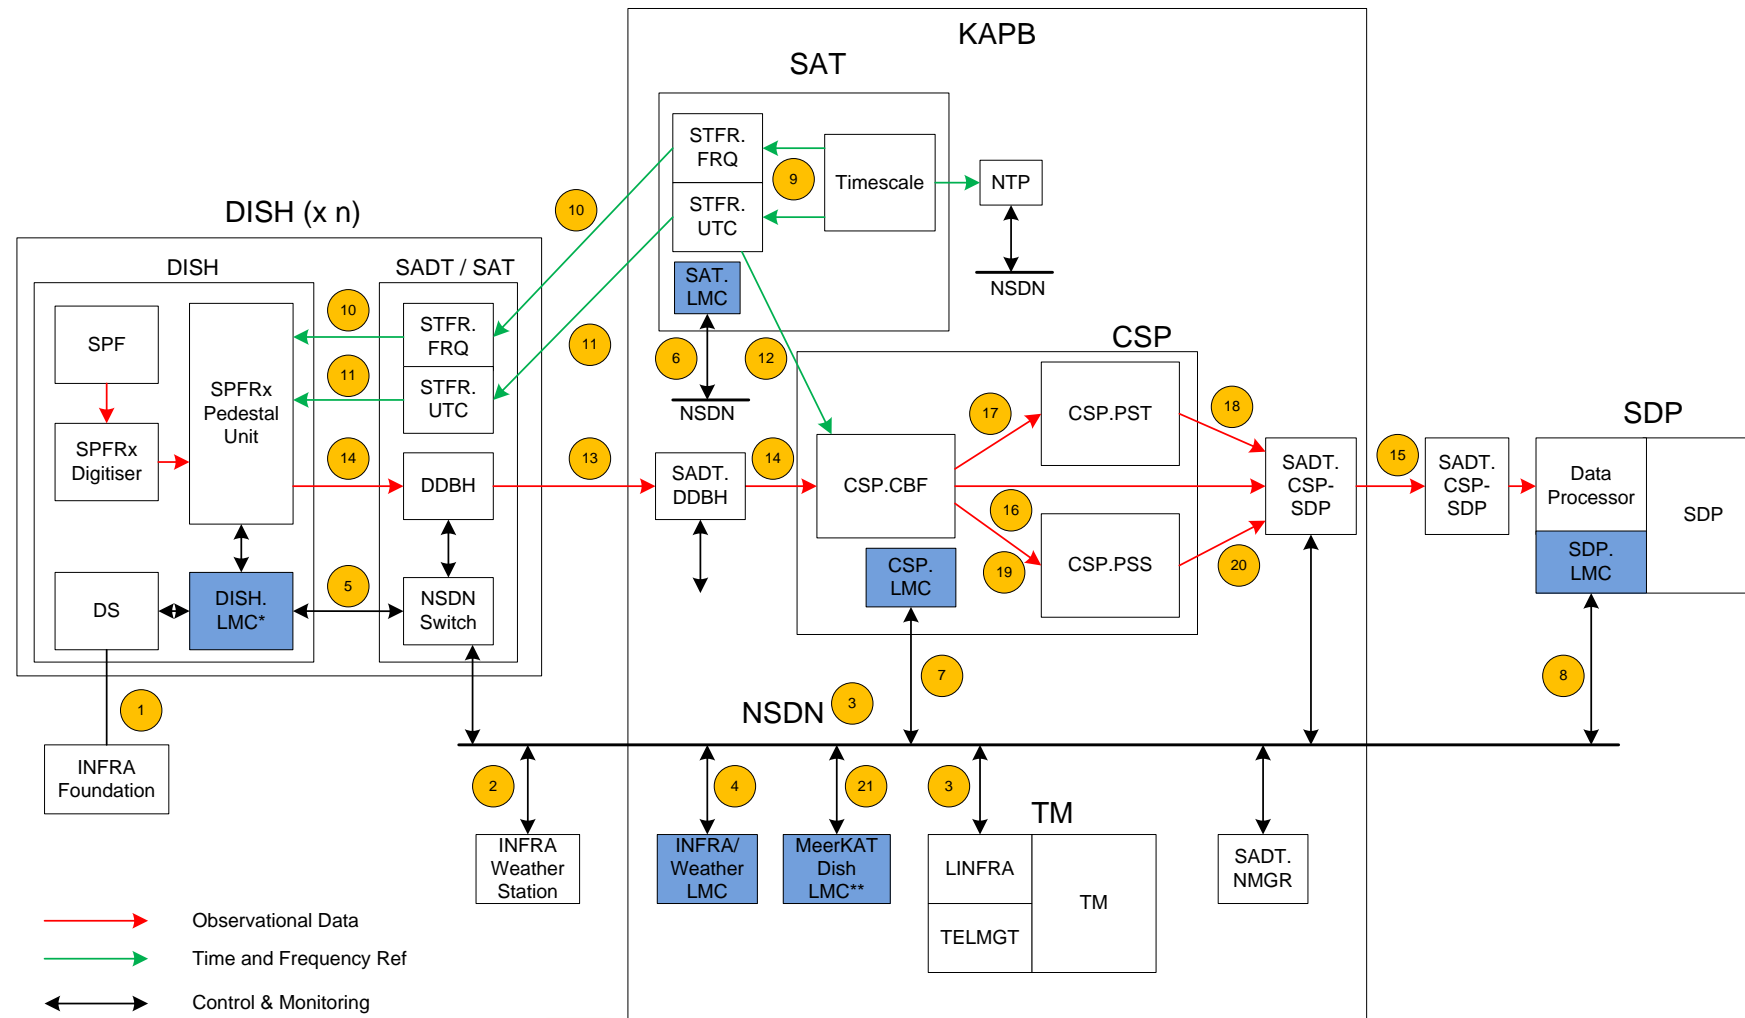 KAPB
SAT
STFR.
FRQ
9
Timescale
NTP
STFR.
UTC
10
NSDN
SAT.
LMC
DISH (x n)
DISH
SADT / SAT
SPF
10
STFR.
FRQ
11
6
12
CSP
NSDN
SPFRx
Pedestal
Unit
11
STFR.
UTC
17
CSP.PST
18
SDP
SPFRx
Digitiser
14
DDBH
13
SADT.
DDBH
14
CSP.CBF
16
SADT.
CSP-
SDP
15
SADT.
CSP-
SDP
Data
Processor
SDP
CSP.
LMC
19
CSP.PSS
20
SDP.
LMC
DS
DISH.
LMC*
5
NSDN
Switch
1
7
8
NSDN
3
INFRA
Foundation
2
4
21
3
TM
INFRA
Weather
Station
INFRA/
Weather
LMC
MeerKAT
Dish
LMC**
LINFRA
TELMGT
TM
SADT.
NMGR
Observational Data
Time and Frequency Ref
Control & Monitoring